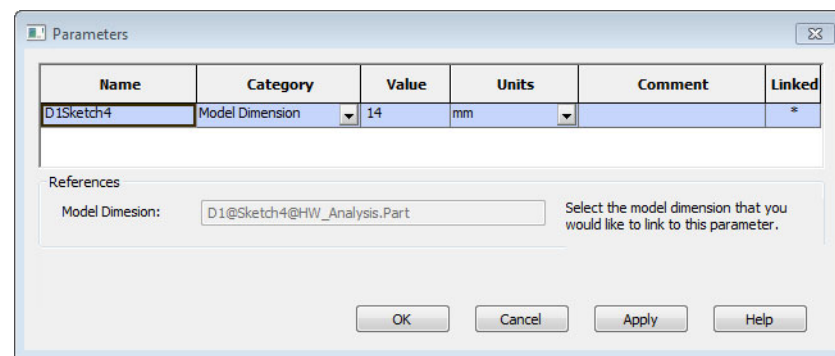 Parameters
Name Category Value Units Comment Linked
D1Sketch4 Model Dimension 14 mm *
References
Model Dimesion: D1@Sketch4@HW_Analysis.Part Select the model dimension that you
would like to link to this parameter.
OK Cancel Apply Help